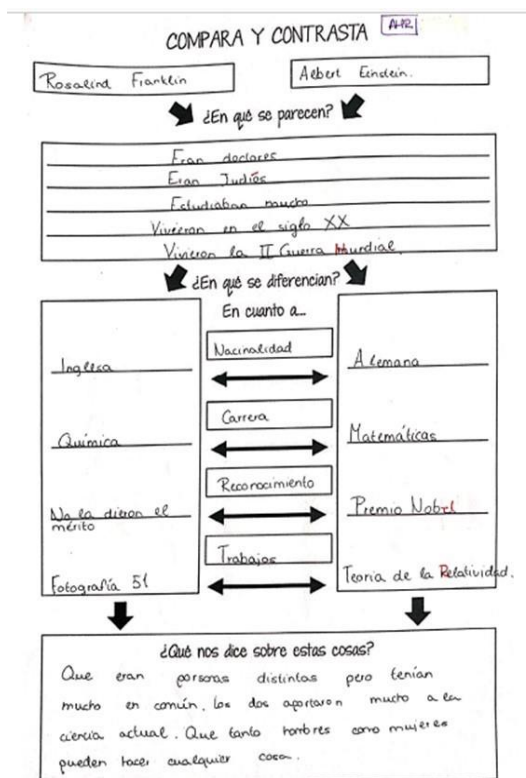 COMPARA Y CONTRASTA AHR
Rosalind Franklin
Albert Einstein.
¿En qué se parecen?
Eran doctores
Eran Judíos
Estudiaban mucho
Vivieron en el siglo XX
Vivieron la II Guerra Mundial.
¿En qué se diferencian?
En cuanto a...
Nacinalidad
Inglesa
Alemana
Carrera
Química
Matemáticas
Reconocimiento
No la dieron el
mérito
Premio Nobel
Trabajos
Fotografía 51
Teoria de la Relatividad.
¿Qué nos dice sobre estas cosas?
Que eran personas distintas pero tenían
mucho en común. los dos aportaron mucho a la
ciencia actual. Que tanto hombres como mujeres
pueden hacer cualquier cosa.